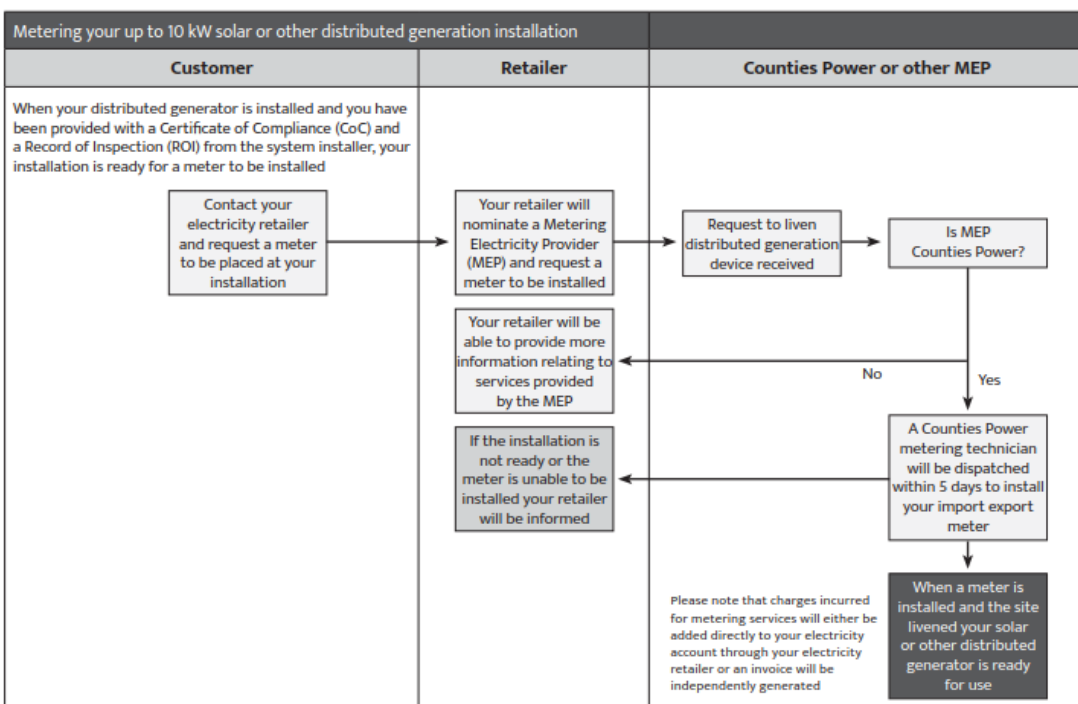 Metering your up to 10 kW solar or other distributed generation installation
Customer
Retailer
Counties Power or other MEP
When your distributed generator is installed and you have
been provided with a Certificate of Compliance (CoC) and
a Record of Inspection (ROI) from the system installer, your
installation is ready for a meter to be installed
Contact your
electricity retailer
and request a meter
to be placed at your
installation
Your retailer will
nominate a Metering
Electricity Provider
(MEP) and request a
meter to be installed
Request to liven
distributed generation
device received
Is MEP
Counties Power?
Your retailer will be
able to provide more
information relating to
services provided
by the MEP
No
Yes
If the installation is
not ready or the
meter is unable to be
installed your retailer
will be informed
A Counties Power
metering technician
will be dispatched
within 5 days to install
your import export
meter
Please note that charges incurred
for metering services will either be
added directly to your electricity
account through your electricity
retailer or an invoice will be
independently generated
When a meter is
installed and the site
livened your solar
or other distributed
generator is ready
for use